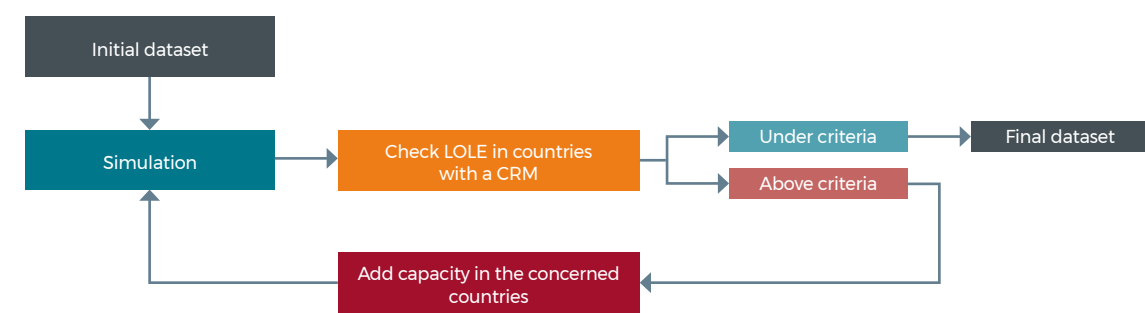 Initial dataset
Simulation
Check LOLE in countries
with a CRM
Under criteria
Final dataset
Above criteria
Add capacity in the concerned
countries